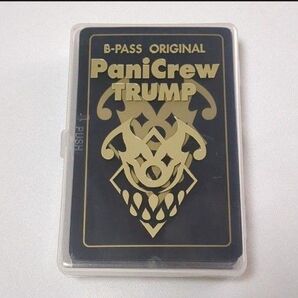 B-PASS ORIGINAL
PaniCrew
TRUMP
PUSH